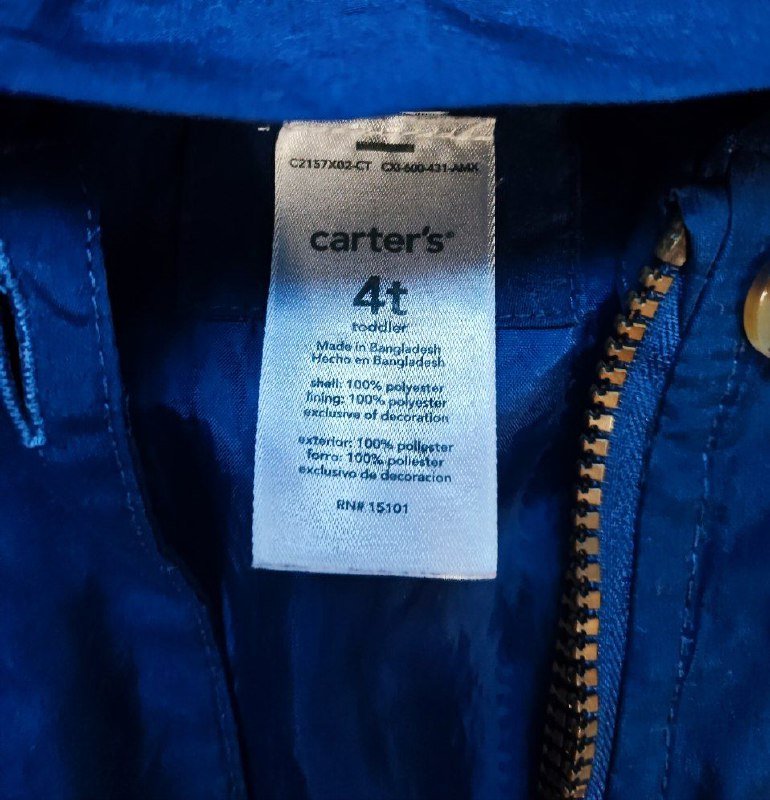 C2157X02-CT CXI-600-431-AMX
carter's®
4t
toddler
Made in Bangladesh
Hecho en Bangladesh
shell: 100% polyester
lining: 100% polyester
exclusive of decoration
exterior: 100% poliester
forro: 100% poliester
exclusivo de decoracion
RN# 15101